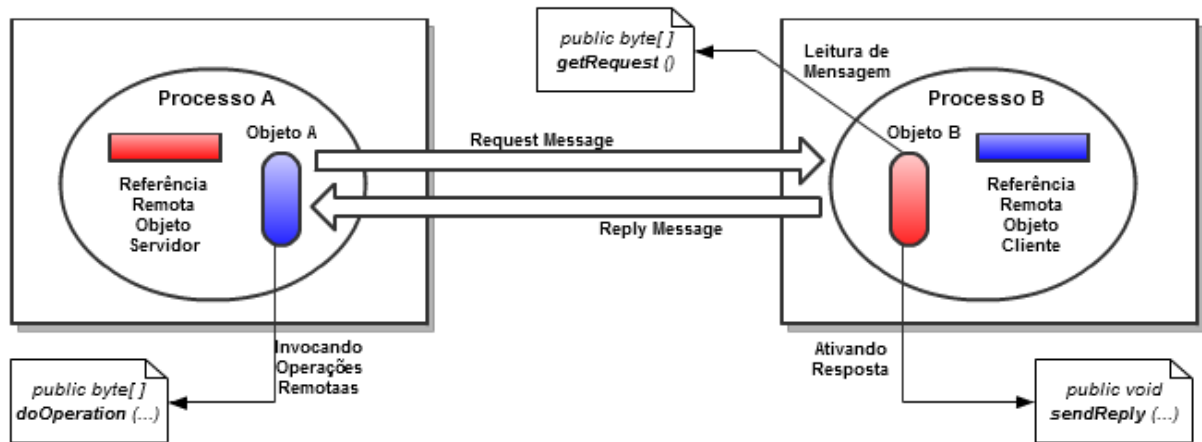 public byte[ ]
getRequest ()
Leitura de
Mensagem
Processo A
Objeto A
Referência
Remota
Objeto
Servidor
Request Message
Reply Message
Processo B
Objeto B
Referência
Remota
Objeto
Cliente
Invocando
Operações
Remotaas
public byte[ ]
doOperation (...)
Ativando
Resposta
public void
sendReply (...)